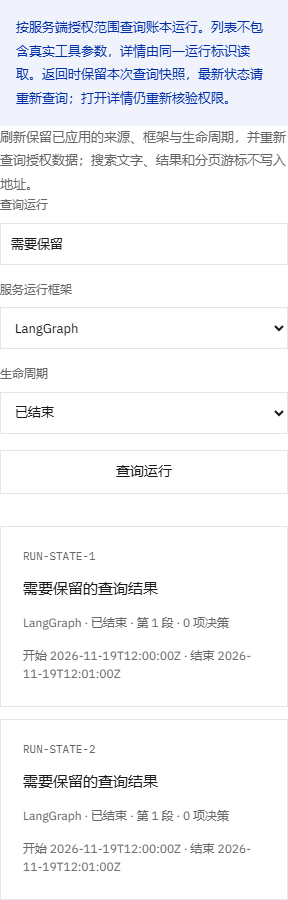 按服务端授权范围查询账本运行。列表不包
含真实工具参数，详情由同一运行标识读
取。返回时保留本次查询快照，最新状态请
重新查询；打开详情仍重新核验权限。
刷新保留已应用的来源、框架与生命周期，并重新
查询授权数据；搜索文字、结果和分页游标不写入
地址。
查询运行
需要保留
服务运行框架
LangGraph
生命周期
已结束
查询运行
RUN-STATE-1
需要保留的查询结果
LangGraph · 已结束 · 第 1 段 · 0 项决策
开始 2026-11-19T12:00:00Z · 结束 2026-
11-19T12:01:00Z
RUN-STATE-2
需要保留的查询结果
LangGraph · 已结束 · 第 1 段 · 0 项决策
开始 2026-11-19T12:00:00Z · 结束 2026-
11-19T12:01:00Z